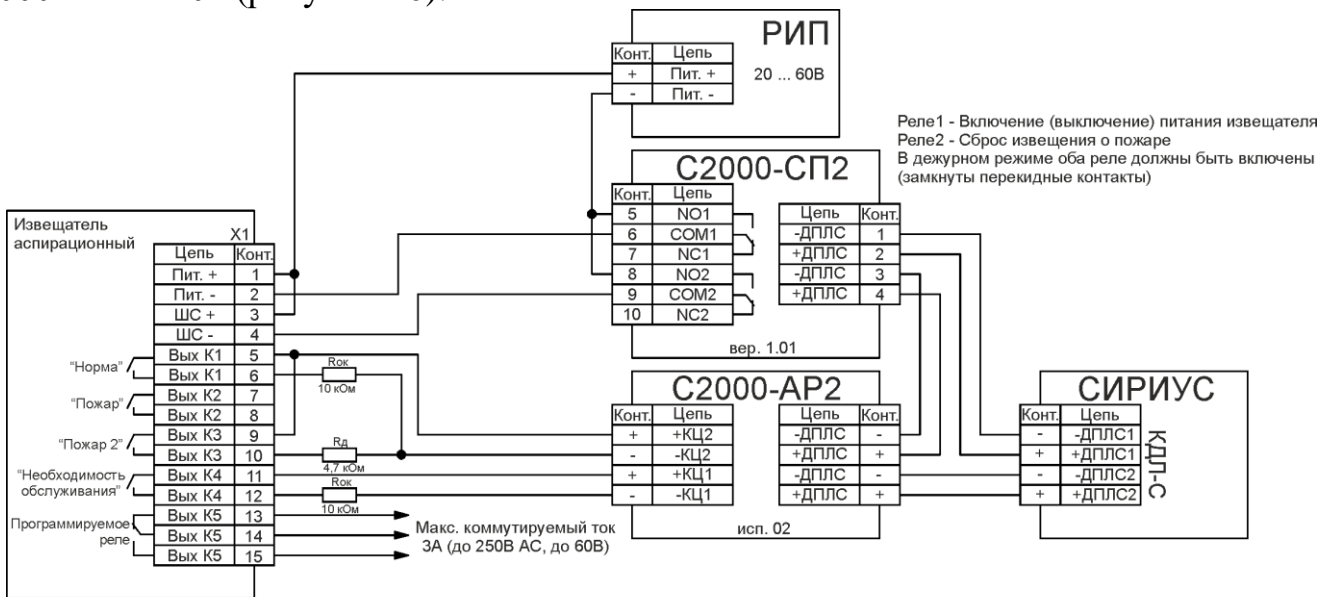 РИП
20 ... 60В
Конт. Цепь
+ Пит. +
- Пит. -
Реле1 - Включение (выключение) питания извещателя
Реле2 - Сброс извещения о пожаре
В дежурном режиме оба реле должны быть включены
(замкнуты перекидные контакты)
С2000-СП2
Конт. Цепь
5 NO1
6 COM1
7 NC1
8 NO2
9 COM2
10 NC2
Цепь Конт.
-ДПЛС 1
+ДПЛС 2
-ДПЛС 3
+ДПЛС 4
вер. 1.01
Извещатель
аспирационный
X1
Цепь Конт.
Пит. + 1
Пит. - 2
ШС + 3
ШС - 4
Вых К1 5
Вых К1 6
Вых К2 7
Вых К2 8
Вых К3 9
Вых К3 10
Вых К4 11
Вых К4 12
Вых К5 13
Вых К5 14
Вых К5 15
"Норма"
"Пожар"
"Пожар 2"
"Необходимость
обслуживания"
Программируемое
реле
Rок
10 кОм
Rд
4,7 кОм
Rок
10 кОм
Макс. коммутируемый ток
3А (до 250В AC, до 60В)
С2000-АР2
Конт. Цепь
+ +КЦ2
- -КЦ2
+ +КЦ1
- -КЦ1
Цепь Конт.
-ДПЛС -
+ДПЛС +
-ДПЛС -
+ДПЛС +
исп. 02
СИРИУС
Конт. Цепь
- -ДПЛС1
+ +ДПЛС1
- -ДПЛС2
+ +ДПЛС2
КДЛ-С